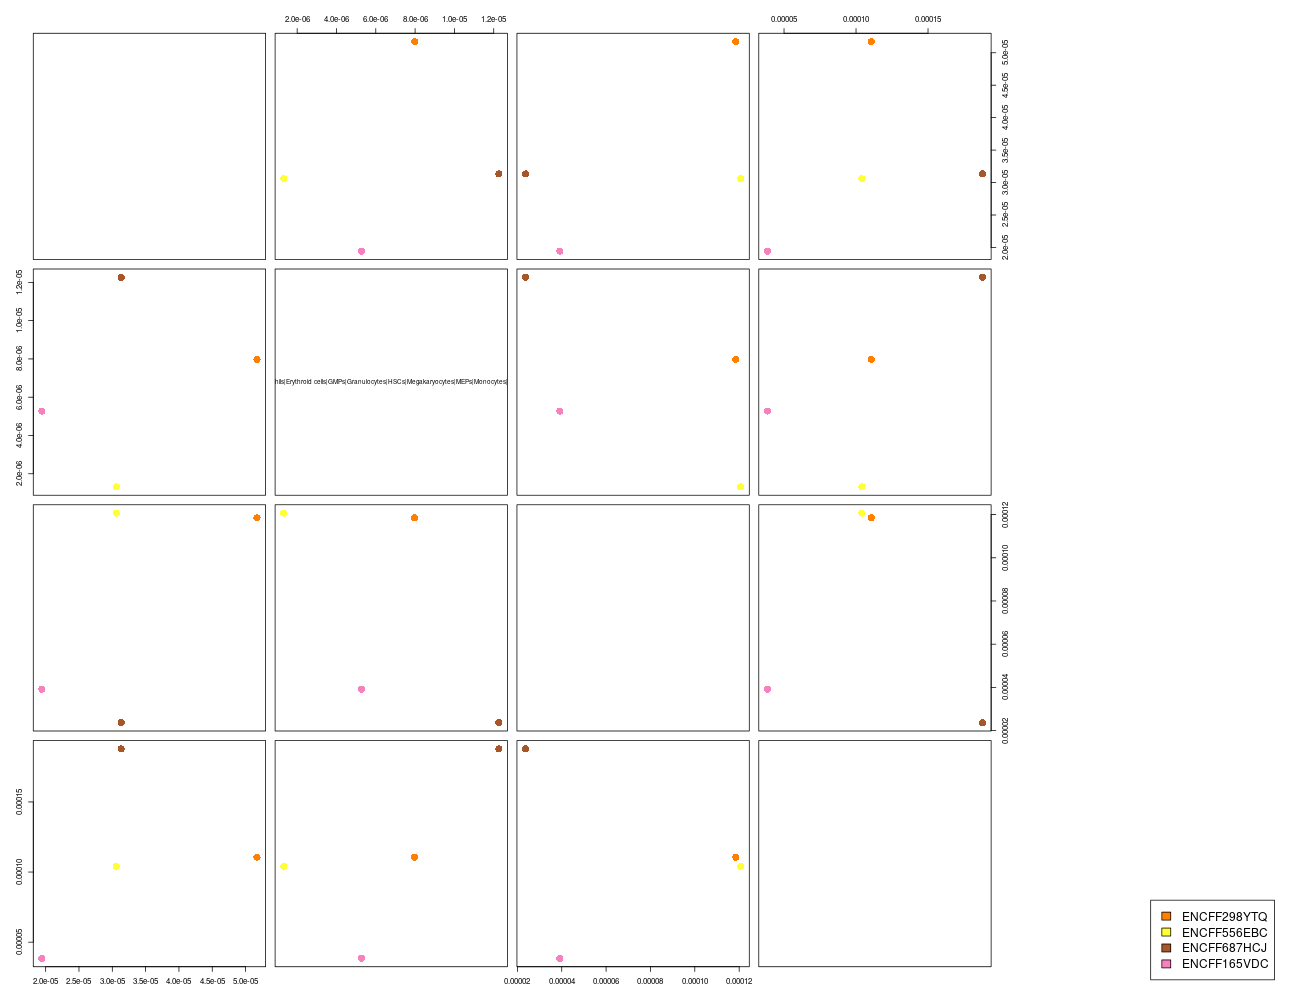 2.0e-06 4.0e-06 6.0e-06 8.0e-06 1.0e-05 1.2e-05
0.00005 0.00010 0.00015
2.0e-05 2.5e-05 3.0e-05 3.5e-05 4.0e-05 4.5e-05 5.0e-05
2.0e-06 4.0e-06 6.0e-06 8.0e-06 1.0e-05 1.2e-05
hils|Erythroid cells|GMPs|Granulocytes|HSCs|Megakaryocytes|MEPs|Monocytes|
0.00002 0.00004 0.00006 0.00008 0.00010 0.00012
0.00005 0.00010 0.00015
2.0e-05 2.5e-05 3.0e-05 3.5e-05 4.0e-05 4.5e-05 5.0e-05
0.00002 0.00004 0.00006 0.00008 0.00010 0.00012
ENCFF298YTQ
ENCFF556EBC
ENCFF687HCJ
ENCFF165VDC